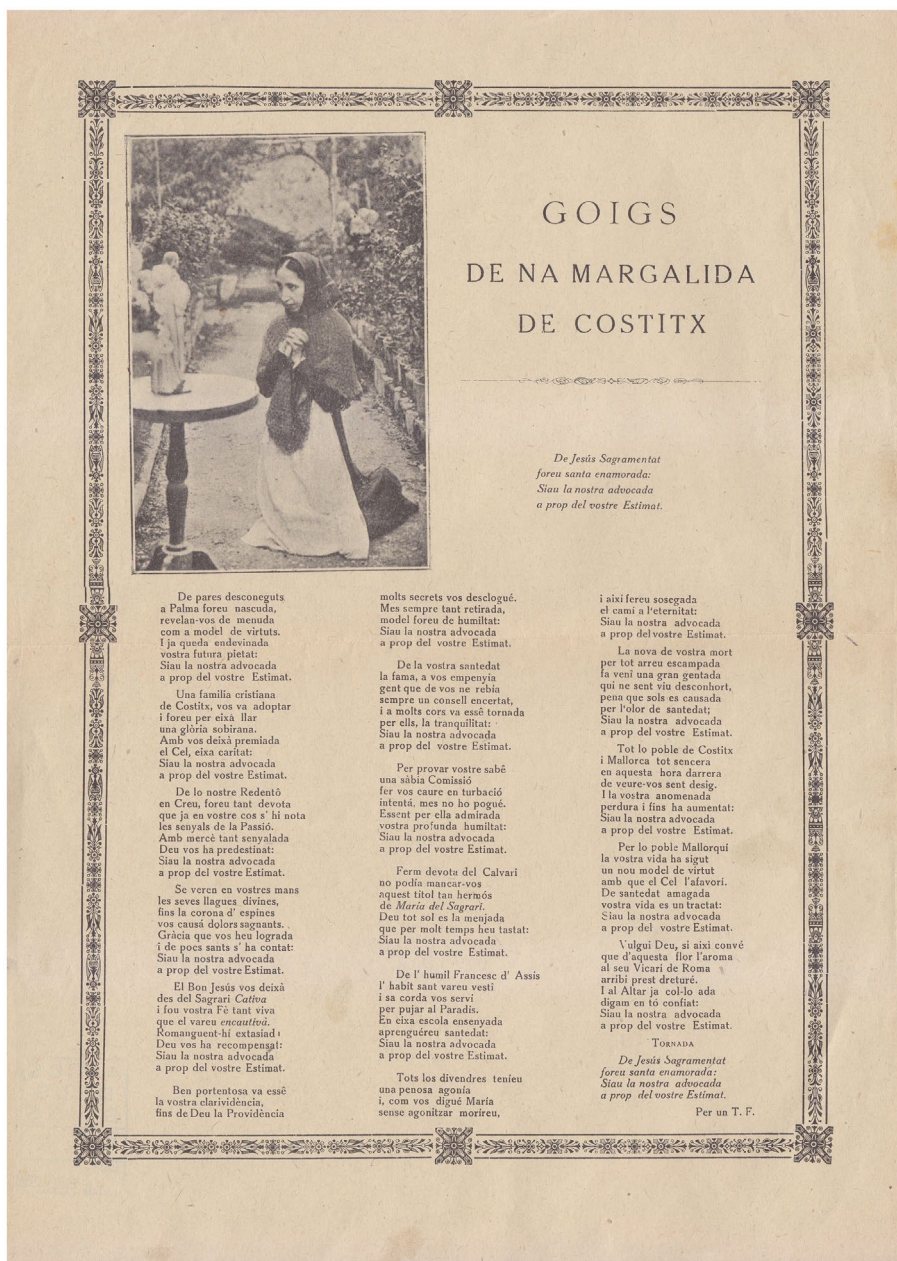 GOIGS
DE NA MARGALIDA
DE COSTITX
De Jesús Sagramentat
foreu santa enamorada:
Siau la nostra advocada
a prop del vostre Estimat.
De pares desconeguts
a Palma foreu nascuda,
revelan-vos de menuda
com a model de virtuts.
I ja queda endevinada
vostra futura pietat:
Siau la nostra advocada
a prop del vostre Estimat.
Una familia cristiana
de Costitx, vos va adoptar
i foreu per eixà llar
una glòria sobirana.
Amb vos deixà premiada
el Cel, eixa caritat:
Siau la nostra advocada
a prop del vostre Estimat.
De lo nostre Redentô
en Creu, foreu tant devota
que ja en vostre cos s' hi nota
les senyals de la Passió.
Amb mercè tant senyalada
Deu vos ha predestinat:
Siau la nostra advocada
a prop del vostre Estimat.
Se veren en vostres mans
les seves llagues divines,
fins la corona d' espines
vos causá dolors sagnants.
Gràcia que vos heu lograda
i de pocs sants s' ha contat:
Siau la nostra advocada
a prop del vostre Estimat.
El Bon Jesús vos deixà
des del Sagrari Cativa
i fou vostra Fè tant viva
que el vareu encautivà.
Romanguent-hi extasiad
Deu vos ha recompensat:
Siau la nostra advocada
a prop del vostre Estimat.
Ben portentosa va essê
la vostra clarividència,
fins de Deu la Providència
molts secrets vos desclogué.
Mes sempre tant retirada,
model foreu de humiltat:
Siau la nostra advocada
a prop del vostre Estimat.
De la vostra santedat
la fama, a vos empenyia
gent que de vos ne rebía
sempre un consell encertat,
i a molts cors va essê tornada
per ells, la tranquilitat:
Siau la nostra advocada
a prop del vostre Estimat.
Per provar vostre sabê
una sàbia Comissió
fer vos caure en turbació
intentá, mes no ho pogué.
Essent per ella admirada
vostra profunda humiltat:
Siau la nostra advocada
a prop del vostre Estimat.
Ferm devota del Calvari
no podía mancar-vos
aquest títol tan hermós
de María del Sagrari.
Deu tot sol es la menjada
que per molt temps heu tastat:
Siau la nostra advocada
a prop del vostre Estimat.
De l' humil Francesc d' Assis
l' habit sant vareu vestí
i sa corda vos serví
per pujar al Paradis.
En eixa escola ensenyada
aprenguéreu santedat:
Siau la nostra advocada
a prop del vostre Estimat.
Tots los divendres teníeu
una penosa agonía
i, com vos digué María
sense agonitzar moríreu,
i aixi fereu sosegada
el camí a l'eternitat:
Siau la nostra advocada
a prop del vostre Estimat.
La nova de vostra mort
per tot arreu escampada
fa vení una gran gentada
qui ne sent viu desconhort,
pena que sols es causada
per l'olor de santedat;
Siau la nostra advocada
a prop del vostre Estimat.
Tot lo poble de Costitx
i Mallorca tot sencera
en aquesta hora darrera
de veure-vos sent desig.
I la vostra anomenada
perdura i fins ha aumentat:
Siau la nostra advocada
a prop del vostre Estimat.
Per lo poble Mallorquí
la vostra vida ha sigut
un nou model de virtut
amb que el Cel l'afavorí.
De santedat amagada
vostra vida es un tractat:
Siau la nostra advocada
a prop del vostre Estimat.
Vulgui Deu, si aixi convé
que d'aquesta flor l'aroma
al seu Vicari de Roma
arribi prest dreturé.
I al Altar ja col·lo ada
digam en tó confiat:
Siau la nostra advocada
a prop del vostre Estimat.
TORNADA
De Jesús Sagramentat
foreu santa enamorada:
Siau la nostra advocada
a prop del vostre Estimat.
Per un T. F.